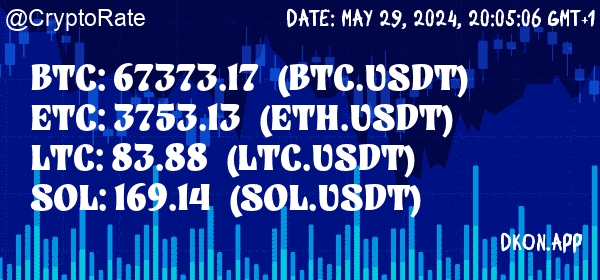 @CryptoRate
DATE: MAY 29, 2024, 20:05:06 GMT+1
BTC: 67373.17 (BTC.USDT)
ETC: 3753.13 (ETH.USDT)
LTC: 83.88 (LTC.USDT)
SOL: 169.14 (SOL.USDT)
DKON.APP